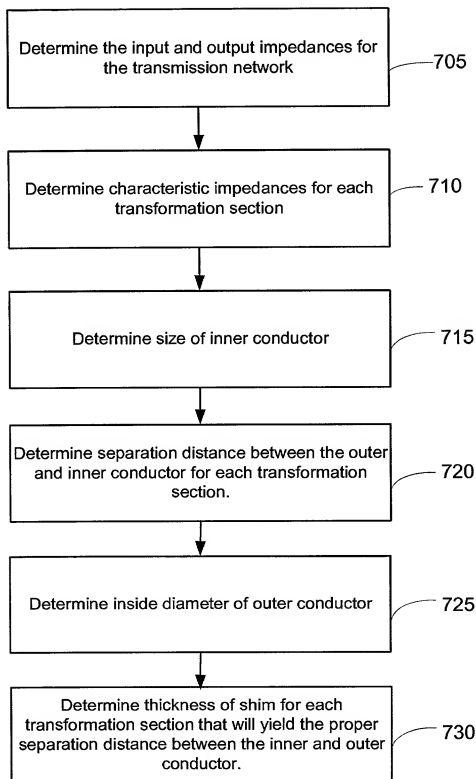 Determine the input and output impedances for
the transmission network
705
Determine characteristic impedances for each
transformation section
710
Determine size of inner conductor
715
Determine separation distance between the outer
and inner conductor for each transformation
section.
720
Determine inside diameter of outer conductor
725
Determine thickness of shim for each
transformation section that will yield the proper
separation distance between the inner and outer
conductor.
730